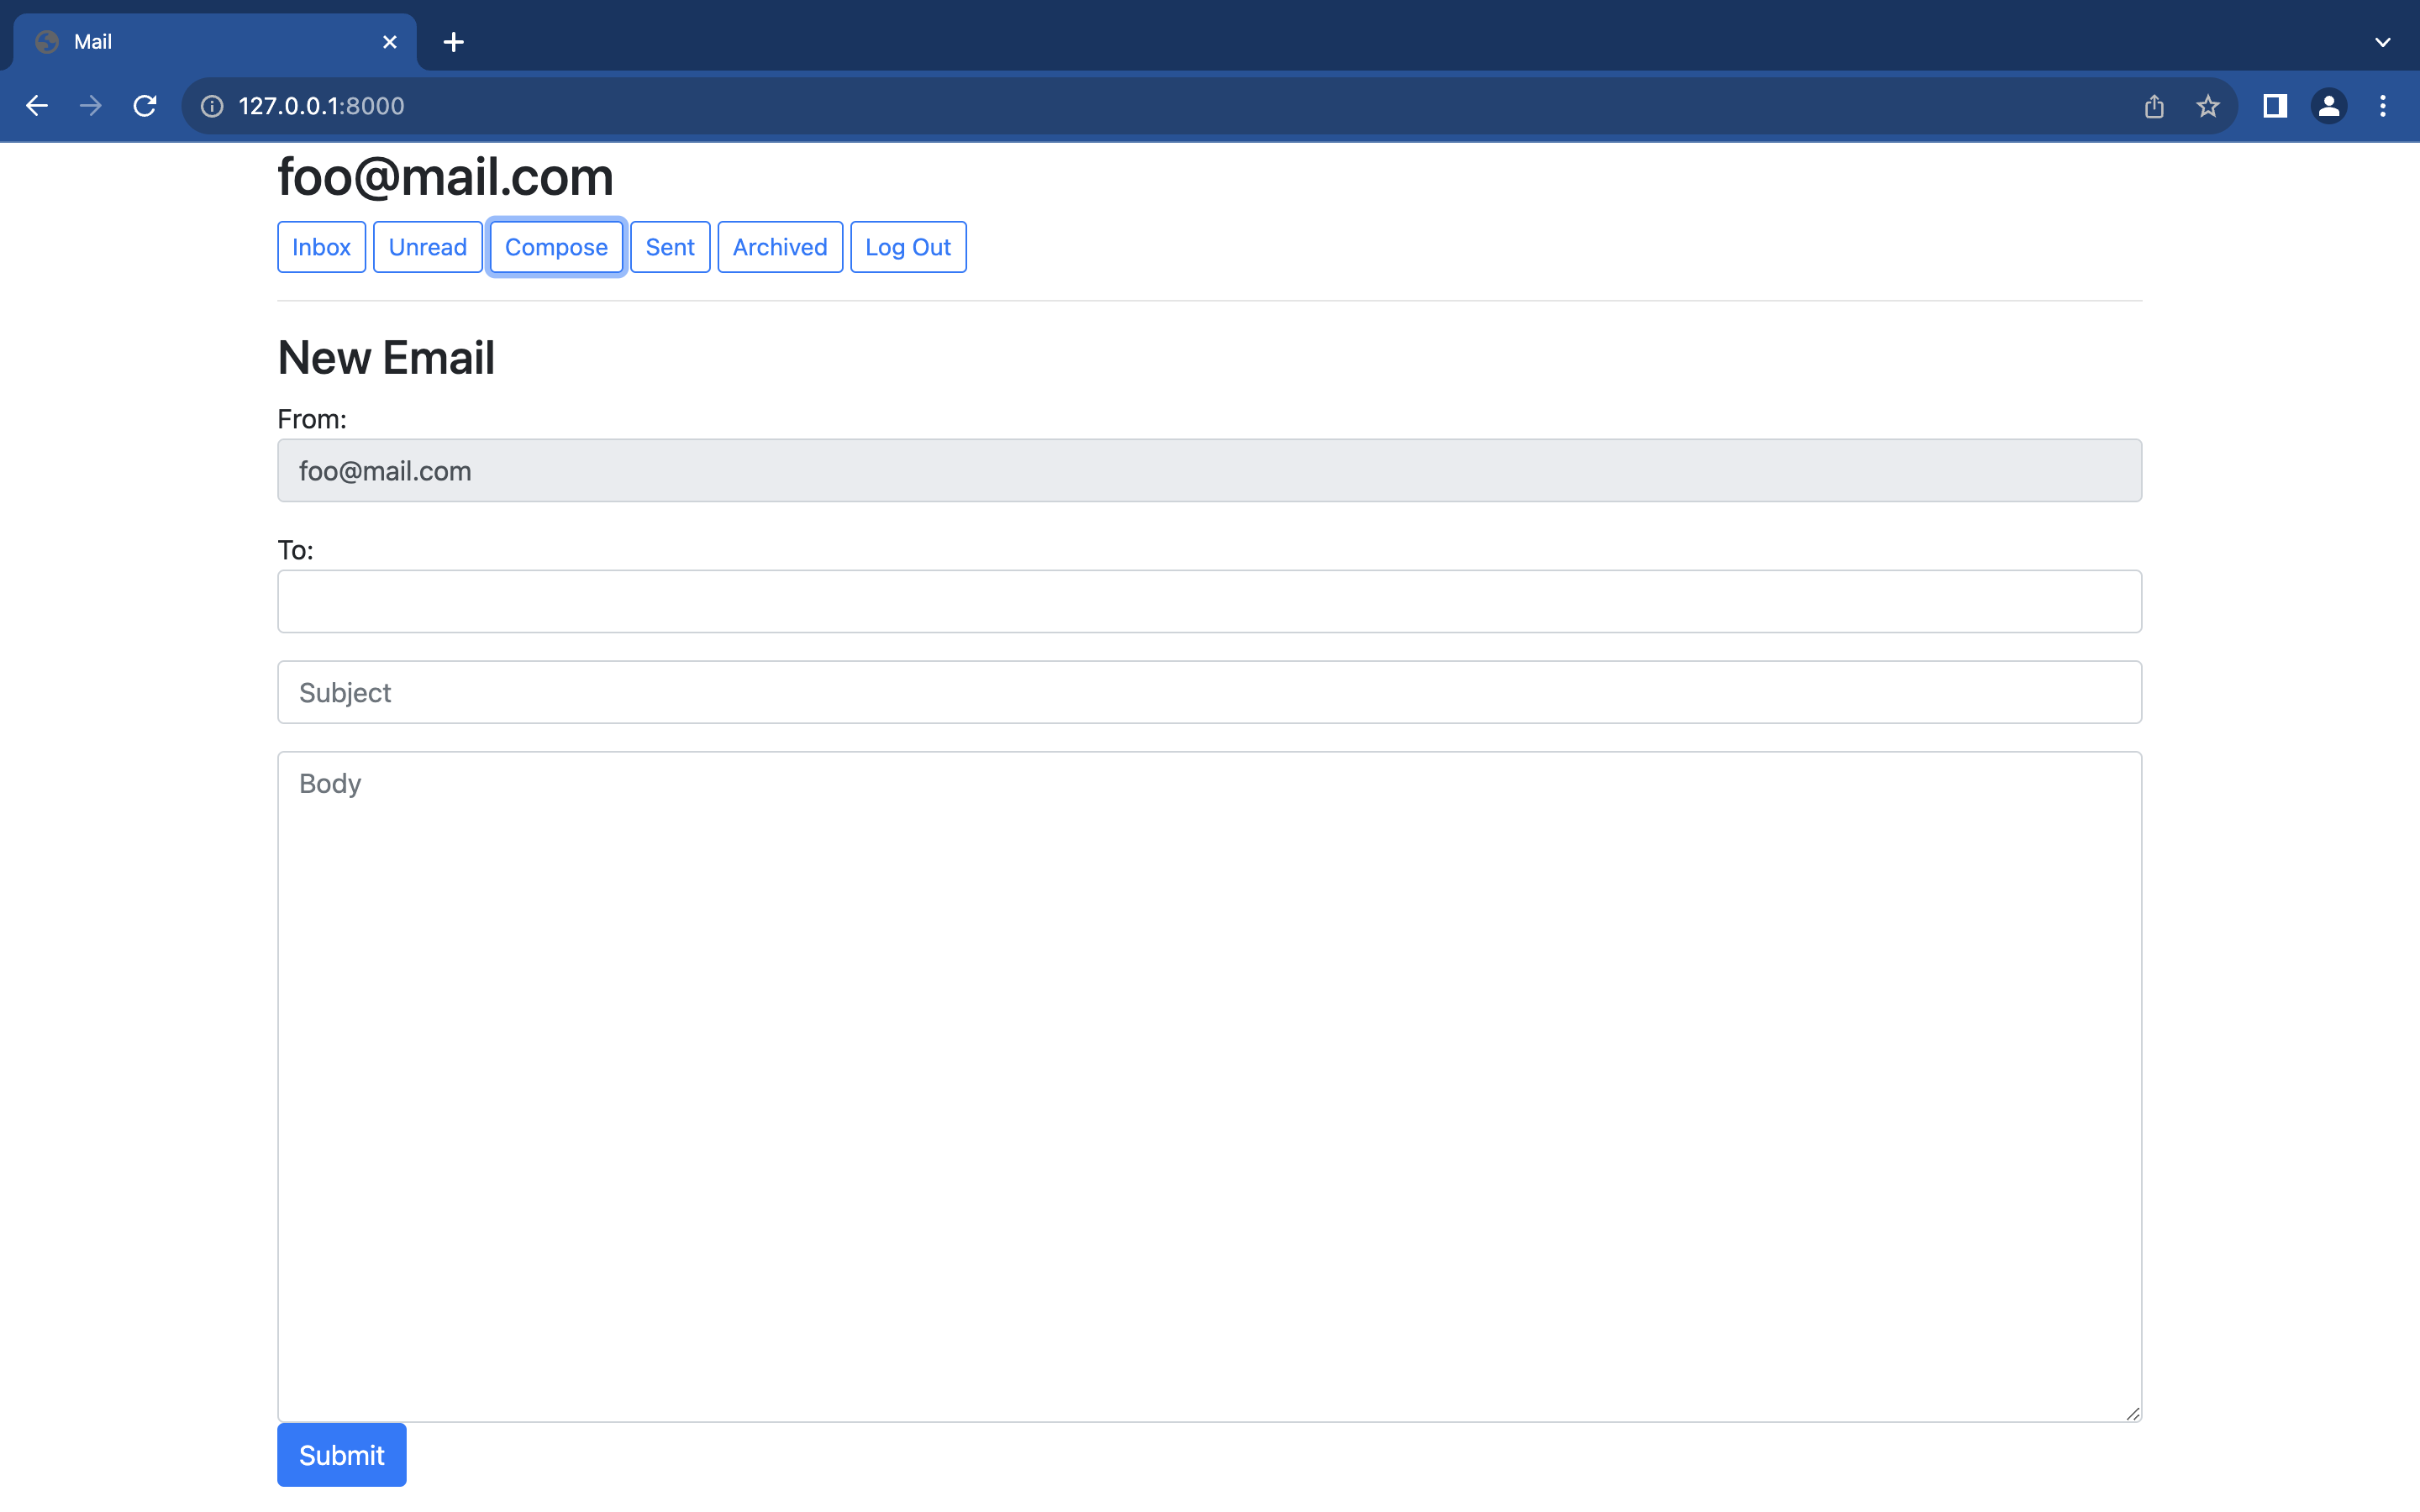 Mail
127.0.0.1:8000
foo@mail.com
Inbox Unread Compose Sent Archived Log Out
New Email
From:
foo@mail.com
To:
Subject
Body
Submit